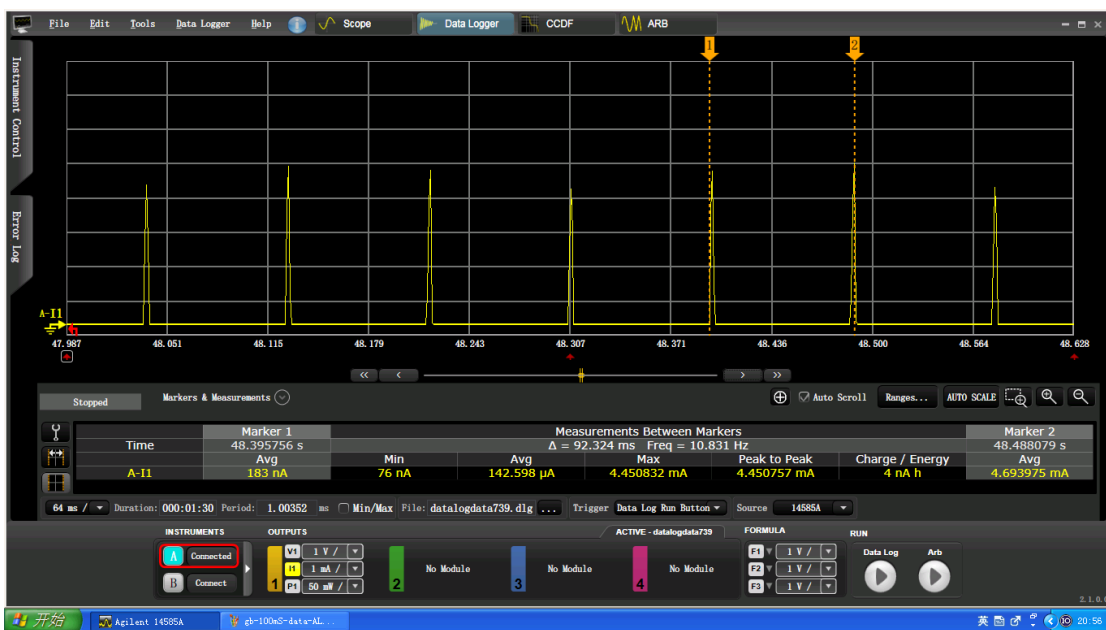 File Edit Tools Data Logger Help Scope Data Logger CCDF ARB
Instrument Control
Error Log
1 2
A-I1
47.987 48.051 48.115 48.179 48.243 48.307 48.371 48.436 48.500 48.564 48.628
<< < > >>
Stopped Markers & Measurements Auto Scroll Ranges... AUTO SCALE
Marker 1 Measurements Between Markers Marker 2
Time 48.395756 s Δ = 92.324 ms Freq = 10.831 Hz 48.488079 s
Avg Min Avg Max Peak to Peak Charge / Energy Avg
A-I1 183 nA 76 nA 142.598 µA 4.450832 mA 4.450757 mA 4 nA h 4.693975 mA
64 ms / Duration: 000:01:30 Period: 1.00352 ms Min/Max File: datalogdata739.dlg ... Trigger Data Log Run Button Source 14585A
INSTRUMENTS OUTPUTS ACTIVE - datalogdata739 FORMULA RUN
A Connected V1 1 V / F1 1 V / Data Log Arb
I1 1 mA / No Module No Module No Module F2 1 V /
B Connect 1 P1 50 mW / 2 3 4 F3 1 V /
2.1.0.
开始 Agilent 14585A gb-100mS-data-AL... 英 20:56